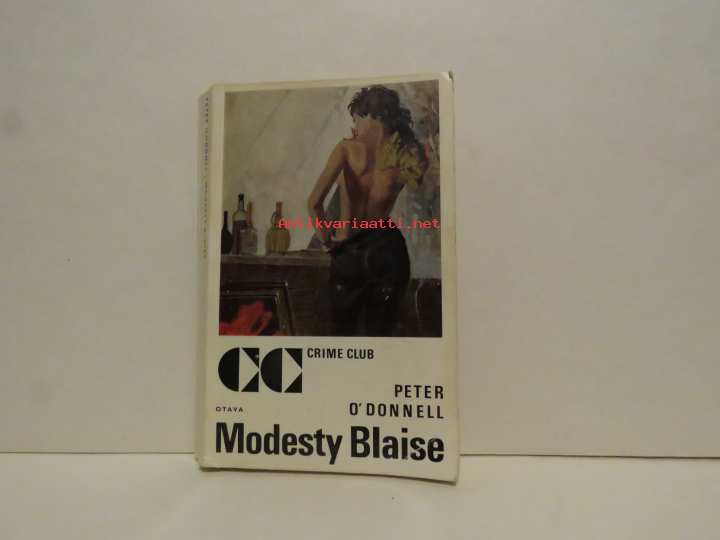 Antikvariaatti.net
CC CRIME CLUB
PETER
O'DONNELL
OTAVA
Modesty Blaise